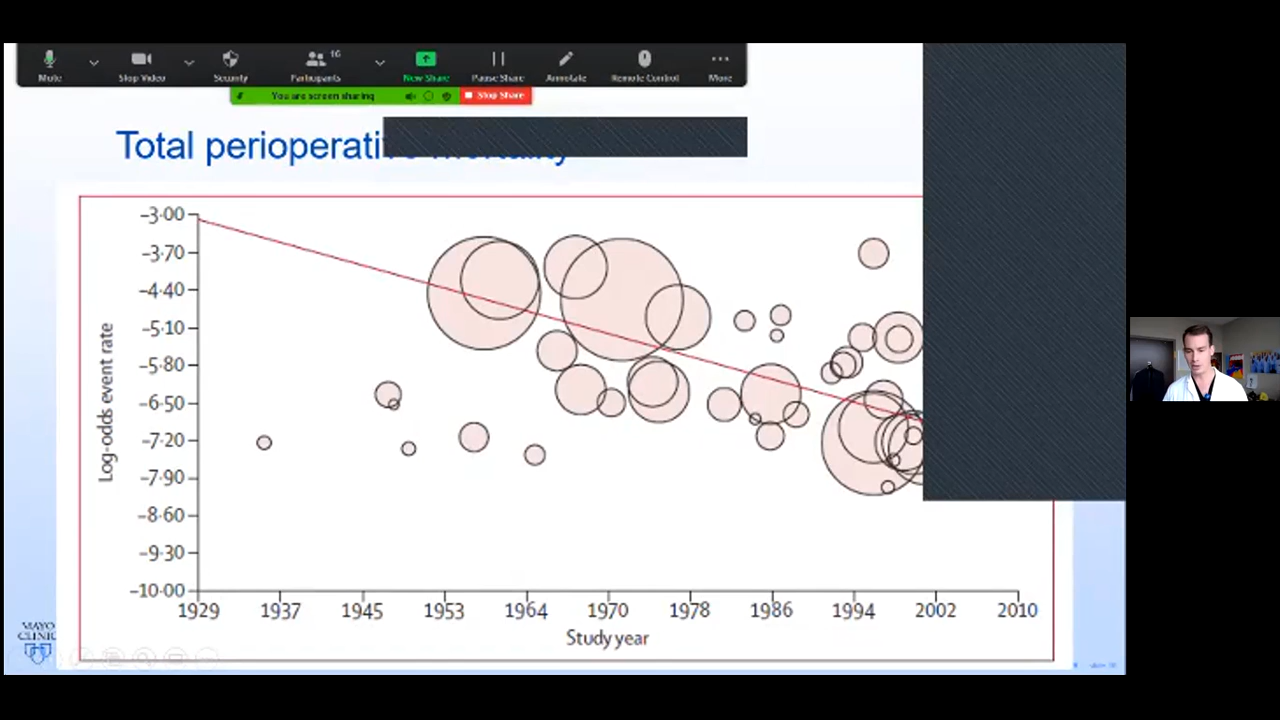 16
Mute Stop Video Security Participants New Share Pause Share Annotate Remote Control More
You are screen sharing Stop Share
Total perioperative mortality
Log-odds event rate
–3·00
–3·70
–4·40
–5·10
–5·80
–6·50
–7·20
–7·90
–8·60
–9·30
–10·00
1929 1937 1945 1953 1964 1970 1978 1986 1994 2002 2010
Study year
MAYO
CLINIC